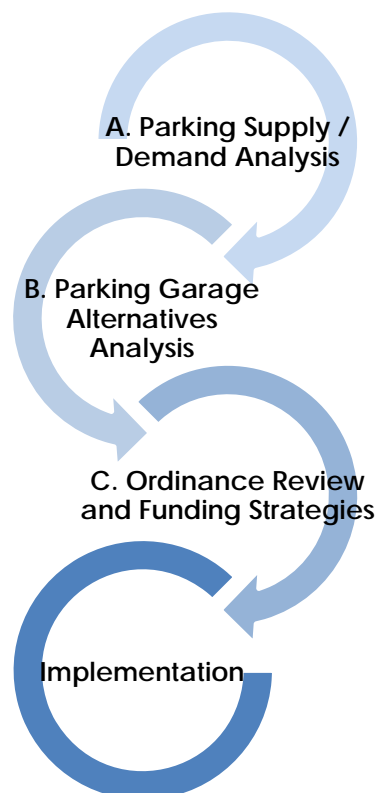 A. Parking Supply /
Demand Analysis
B. Parking Garage
Alternatives
Analysis
C. Ordinance Review
and Funding Strategies
Implementation